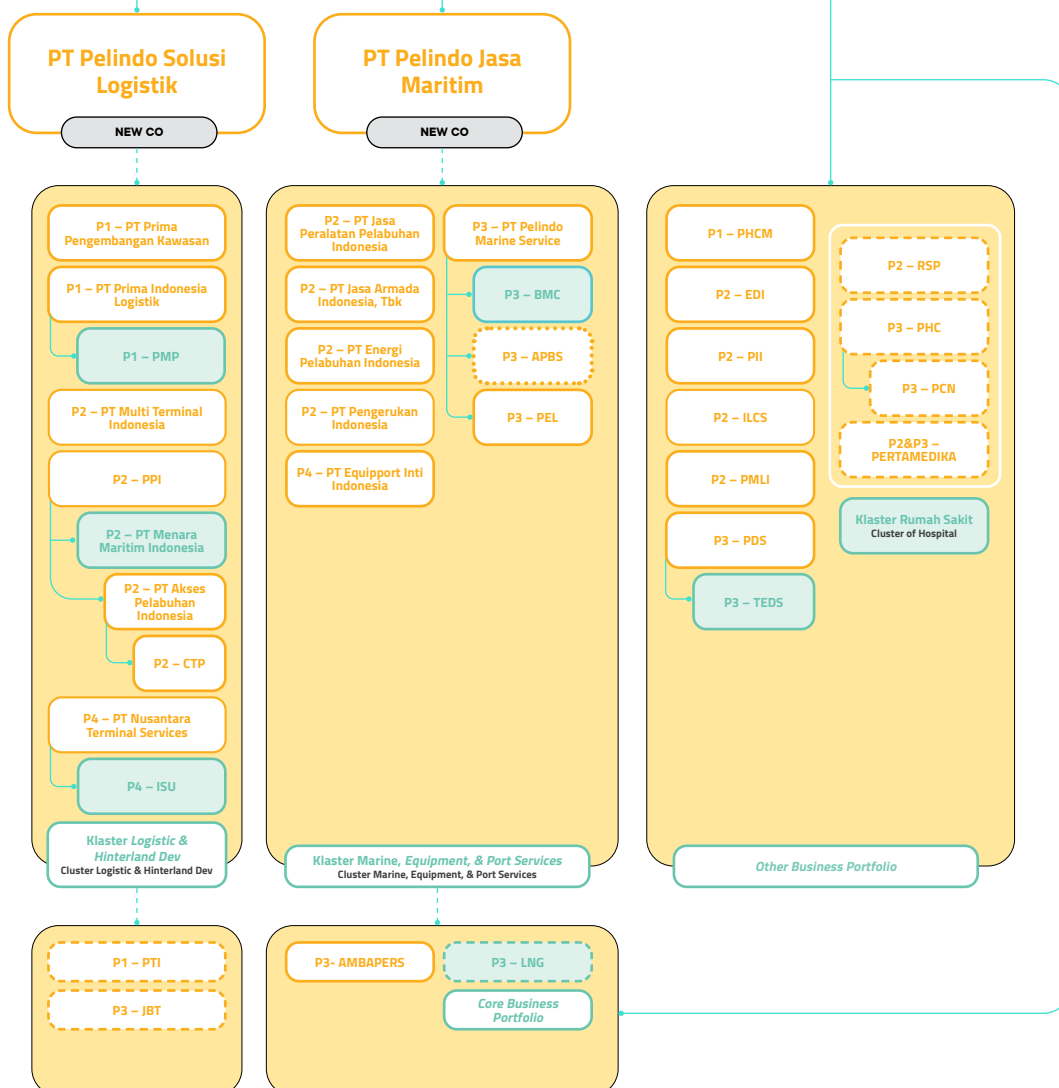 PT Pelindo Solusi
Logistik
NEW CO
PT Pelindo Jasa
Maritim
NEW CO
P1 – PT Prima
Pengembangan Kawasan
P1 – PT Prima Indonesia
Logistik
P1 – PMP
P2 – PT Multi Terminal
Indonesia
P2 – PPI
P2 – PT Menara
Maritim Indonesia
P2 – PT Akses
Pelabuhan
Indonesia
P2 – CTP
P4 – PT Nusantara
Terminal Services
P4 – ISU
Klaster Logistic &
Hinterland Dev
Cluster Logistic & Hinterland Dev
P2 – PT Jasa
Peralatan Pelabuhan
Indonesia
P2 – PT Jasa Armada
Indonesia, Tbk
P2 – PT Energi
Pelabuhan Indonesia
P2 – PT Pengerukan
Indonesia
P4 – PT Equipport Inti
Indonesia
P3 – PT Pelindo
Marine Service
P3 – BMC
P3 – APBS
P3 – PEL
Klaster Marine, Equipment, & Port Services
Cluster Marine, Equipment, & Port Services
P1 – PHCM
P2 – EDI
P2 – PII
P2 – ILCS
P2 – PMLI
P3 – PDS
P3 – TEDS
P2 – RSP
P3 – PHC
P3 – PCN
P2&P3 –
PERTAMEDIKA
Klaster Rumah Sakit
Cluster of Hospital
Other Business Portfolio
P1 – PTI
P3 – JBT
P3- AMBAPERS
P3 – LNG
Core Business
Portfolio